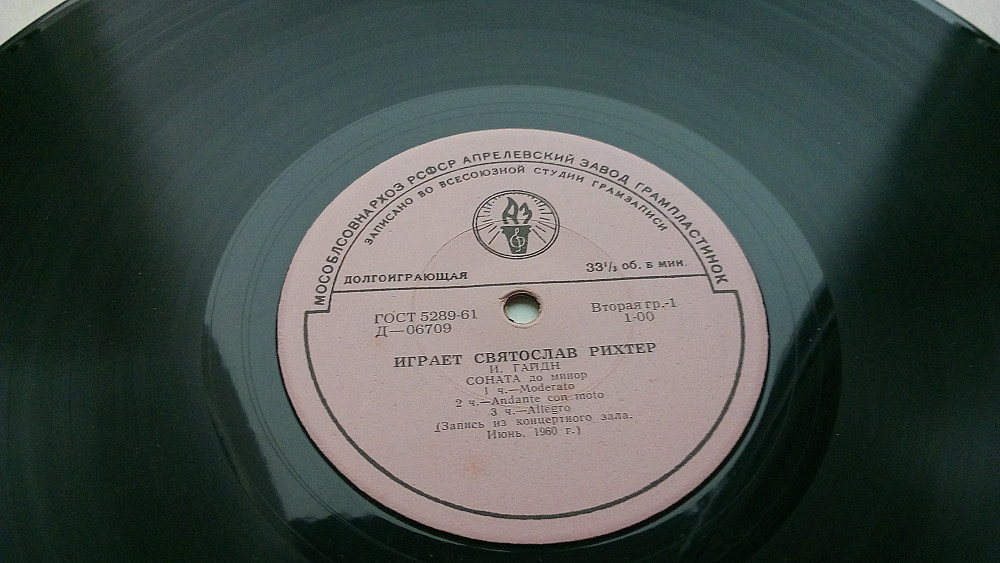 МОСОБЛСОВНАРХОЗ РСФСР АПРЕЛЕВСКИЙ ЗАВОД ГРАМПЛАСТИНОК
ЗАПИСАНО ВО ВСЕСОЮЗНОЙ СТУДИИ ГРАМЗАПИСИ
АЗ
ДОЛГОИГРАЮЩАЯ
33⅓ об. в мин.
ГОСТ 5289-61
Д—06709
Вторая гр.-1
1-00
ИГРАЕТ СВЯТОСЛАВ РИХТЕР
И. ГАЙДН
СОНАТА до минор
1 ч.—Moderato
2 ч.—Andante con moto
3 ч.—Allegro
(Запись из концертного зала.
Июнь, 1960 г.)